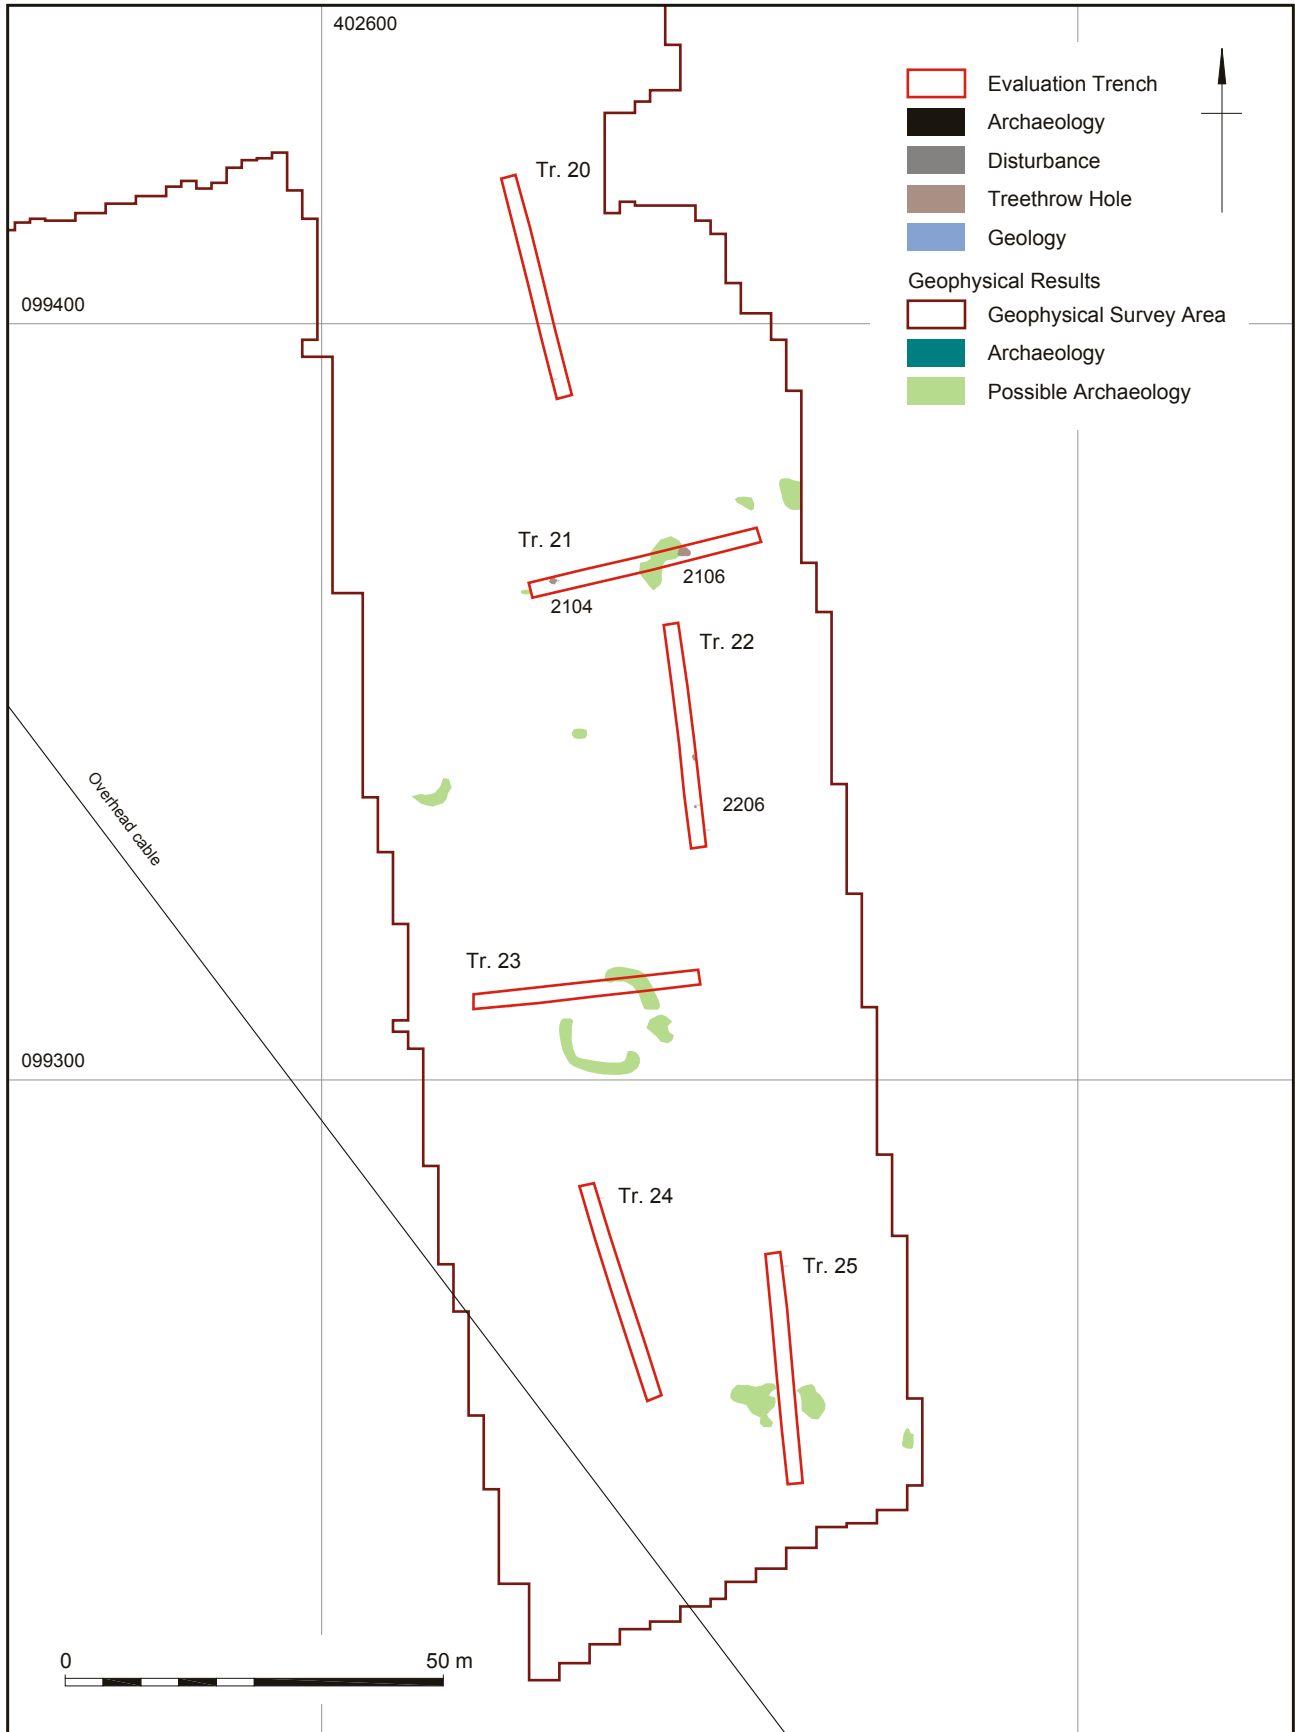 402600
Evaluation Trench
Archaeology
Disturbance
Treethrow Hole
Geology
Geophysical Results
Geophysical Survey Area
Archaeology
Possible Archaeology
Tr. 20
099400
Tr. 21
2106
2104
Tr. 22
Overhead cable
2206
Tr. 23
099300
Tr. 24
Tr. 25
0 50 m